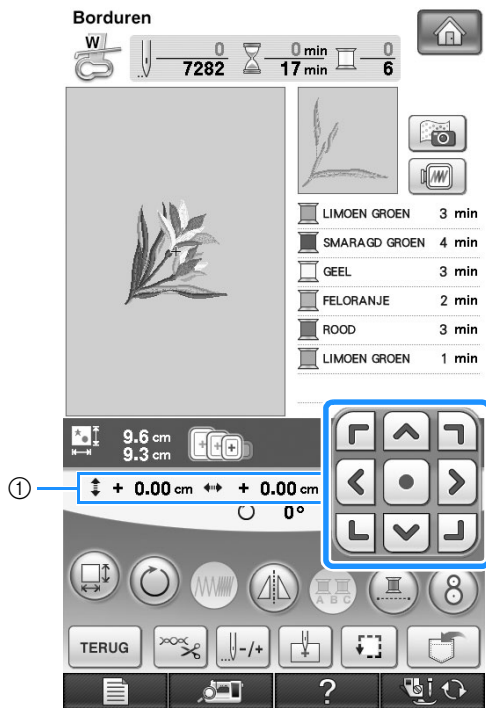 Borduren
W
0
7282
0 min
17 min
0
6
LIMOEN GROEN 3 min
SMARAGD GROEN 4 min
GEEL 3 min
FELORANJE 2 min
ROOD 3 min
LIMOEN GROEN 1 min
9.6 cm
9.3 cm
① + 0.00 cm + 0.00 cm
0°
A B C
TERUG
-/+
?